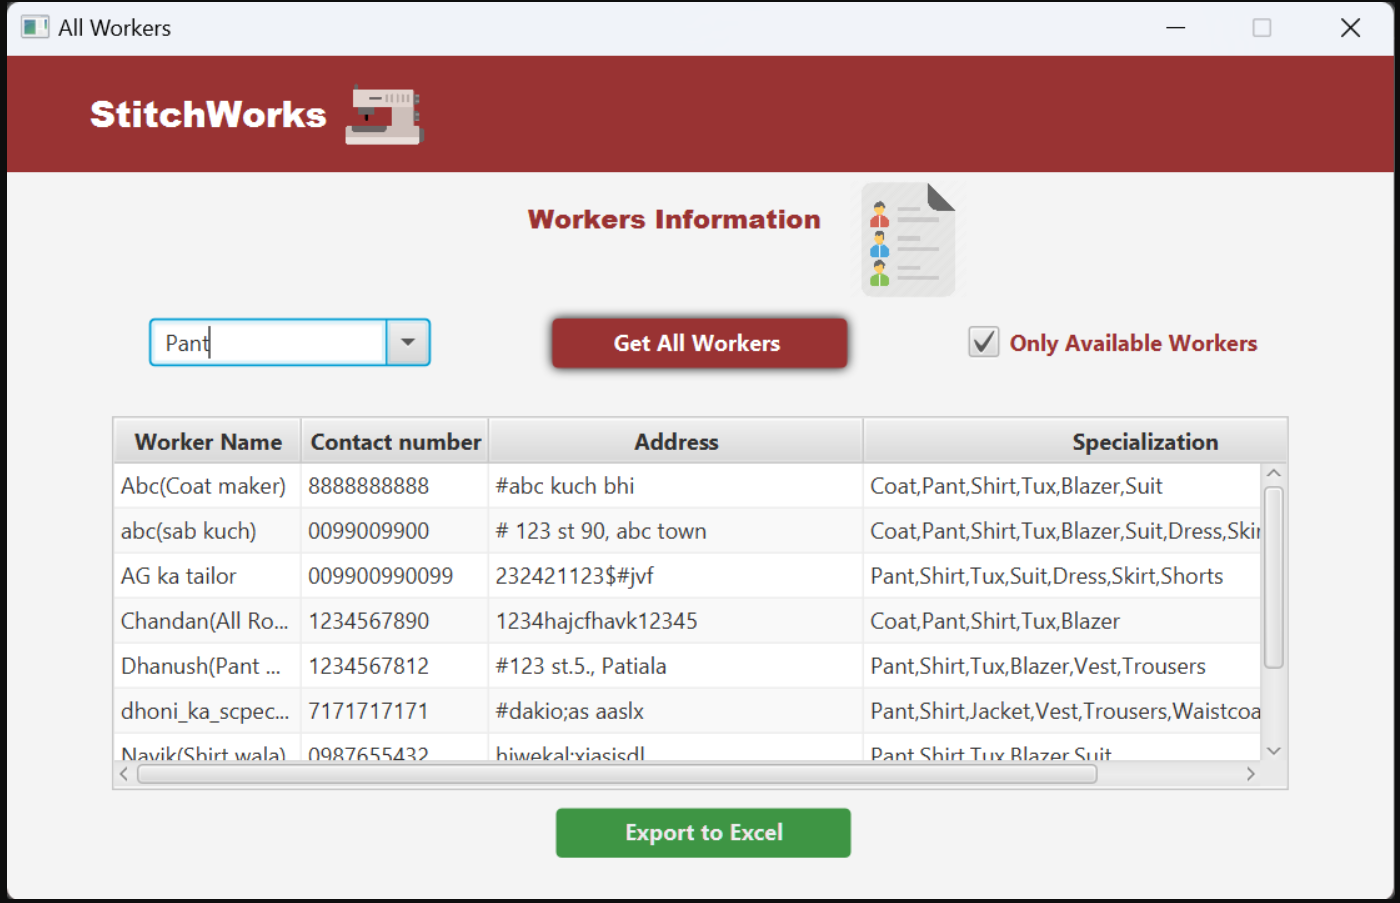 All Workers
StitchWorks
Workers Information
Pant
Get All Workers
Only Available Workers
Worker Name Contact number Address Specialization
Abc(Coat maker) 8888888888 #abc kuch bhi Coat,Pant,Shirt,Tux,Blazer,Suit
abc(sab kuch) 0099009900 # 123 st 90, abc town Coat,Pant,Shirt,Tux,Blazer,Suit,Dress,Skir
AG ka tailor 009900990099 232421123$#jvf Pant,Shirt,Tux,Suit,Dress,Skirt,Shorts
Chandan(All Ro... 1234567890 1234hajcfhavk12345 Coat,Pant,Shirt,Tux,Blazer
Dhanush(Pant ... 1234567812 #123 st.5., Patiala Pant,Shirt,Tux,Blazer,Vest,Trousers
dhoni_ka_scpec... 7171717171 #dakio;as aaslx Pant,Shirt,Jacket,Vest,Trousers,Waistcoa
Navik(Shirt wala) 0987655432 Pant,Shirt,Tux,Blazer,Suit
Export to Excel